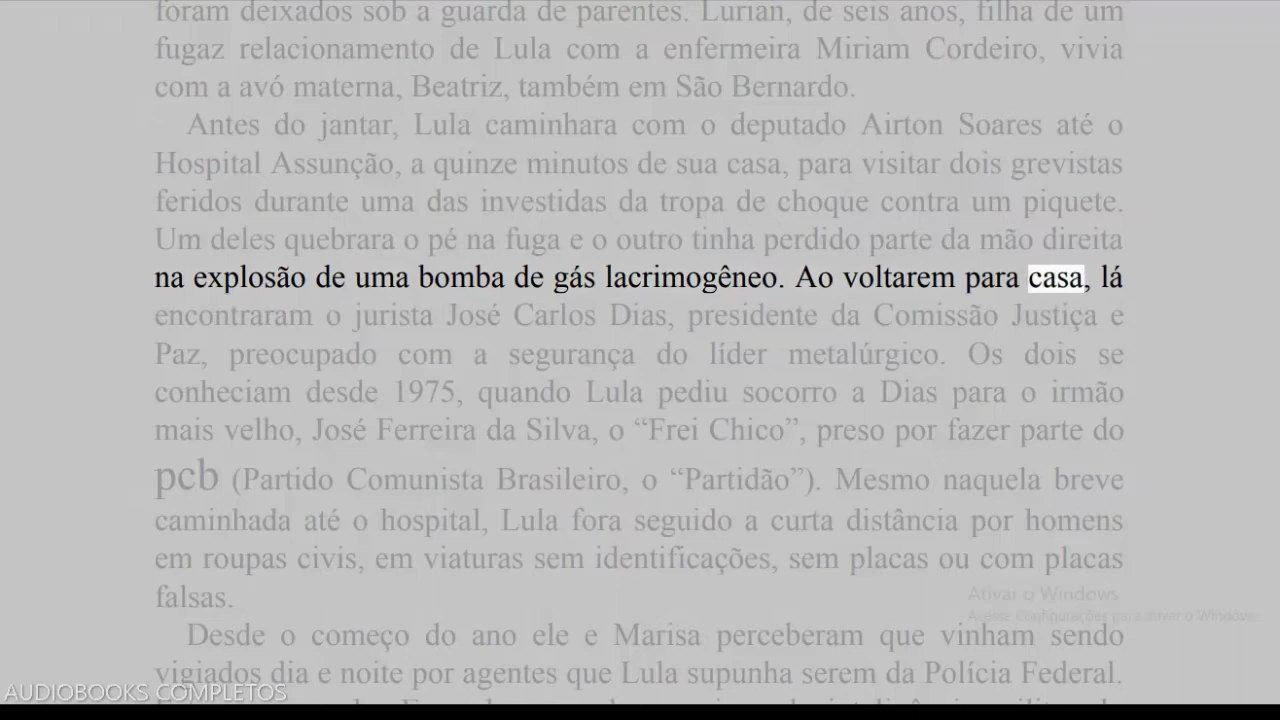 foram deixados sob a guarda de parentes. Lurian, de seis anos, filha de um
fugaz relacionamento de Lula com a enfermeira Miriam Cordeiro, vivia
com a avó materna, Beatriz, também em São Bernardo.
Antes do jantar, Lula caminhara com o deputado Airton Soares até o
Hospital Assunção, a quinze minutos de sua casa, para visitar dois grevistas
feridos durante uma das investidas da tropa de choque contra um piquete.
Um deles quebrara o pé na fuga e o outro tinha perdido parte da mão direita
na explosão de uma bomba de gás lacrimogêneo. Ao voltarem para casa, lá
encontraram o jurista José Carlos Dias, presidente da Comissão Justiça e
Paz, preocupado com a segurança do líder metalúrgico. Os dois se
conheciam desde 1975, quando Lula pediu socorro a Dias para o irmão
mais velho, José Ferreira da Silva, o “Frei Chico”, preso por fazer parte do
pcb (Partido Comunista Brasileiro, o “Partidão”). Mesmo naquela breve
caminhada até o hospital, Lula fora seguido a curta distância por homens
em roupas civis, em viaturas sem identificações, sem placas ou com placas
falsas.
Ativar o Windows
Acesse Configurações para ativar o Windows.
Desde o começo do ano ele e Marisa perceberam que vinham sendo
vigiados dia e noite por agentes que Lula supunha serem da Polícia Federal.
AUDIOBOOKS COMPLETOS